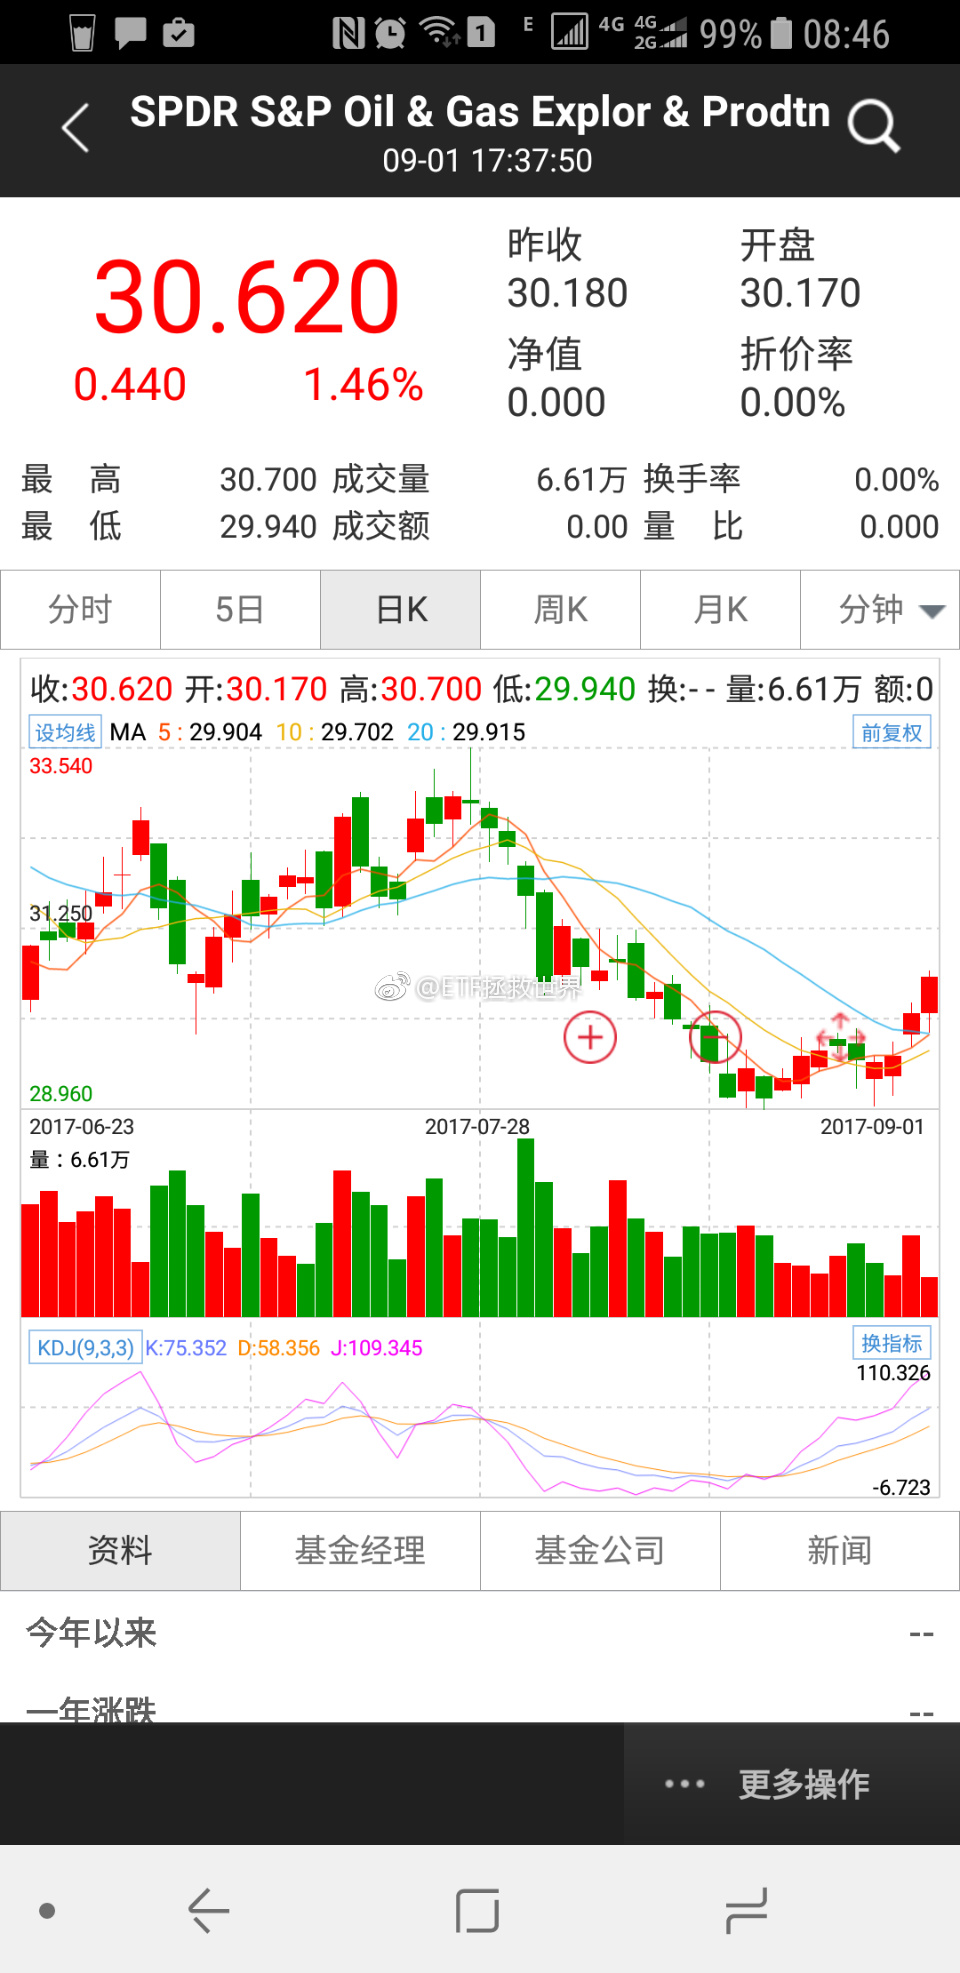 1 E 4G 4G 2G 99% 08:46
SPDR S&P Oil & Gas Explor & Prodtn
09-01 17:37:50
30.620
0.440 1.46%
昨收 开盘
30.180 30.170
净值 折价率
0.000 0.00%
最 高 30.700 成交量 6.61万 换手率 0.00%
最 低 29.940 成交额 0.00 量 比 0.000
分时 5日 日K 周K 月K 分钟
收:30.620 开:30.170 高:30.700 低:29.940 换:-- 量:6.61万 额:0
设均线 MA 5:29.904 10:29.702 20:29.915 前复权
33.540
31.250
@ETF拯救世界
28.960
2017-06-23 2017-07-28 2017-09-01
量:6.61万
KDJ(9,3,3) K:75.352 D:58.356 J:109.345 换指标
110.326
-6.723
资料 基金经理 基金公司 新闻
今年以来 --
一年涨跌 --
更多操作